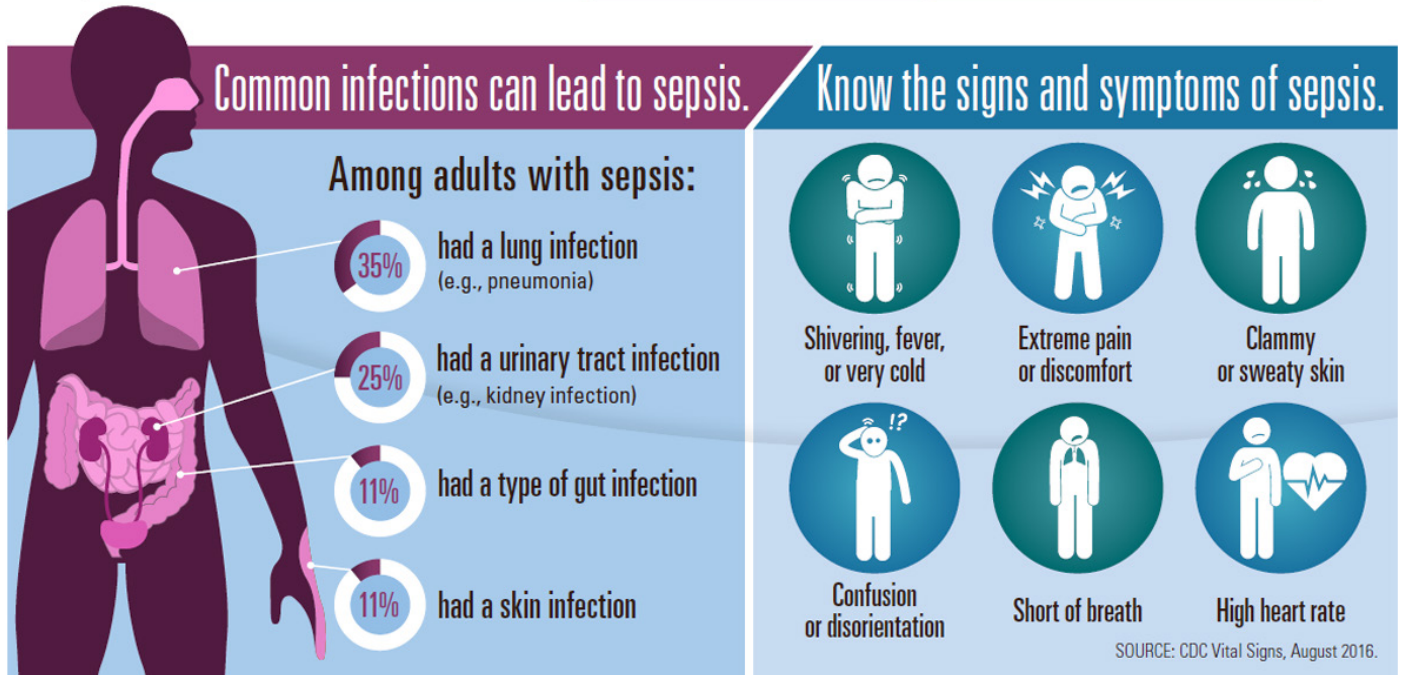 Common infections can lead to sepsis.
Know the signs and symptoms of sepsis.
Among adults with sepsis:
35%
had a lung infection
(e.g., pneumonia)
25%
had a urinary tract infection
(e.g., kidney infection)
11%
had a type of gut infection
11%
had a skin infection
Shivering, fever,
or very cold
Extreme pain
or discomfort
Clammy
or sweaty skin
!?
Confusion
or disorientation
Short of breath
High heart rate
SOURCE: CDC Vital Signs, August 2016.